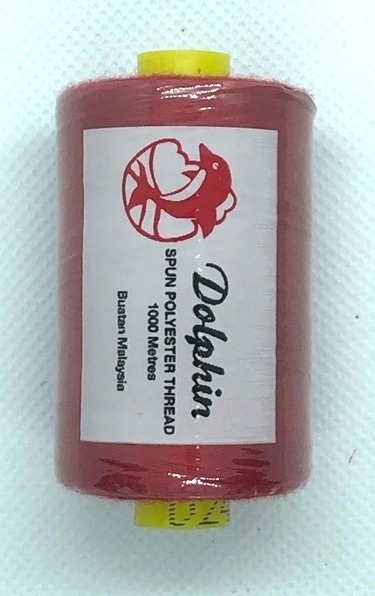 Dolphin
SPUN POLYESTER THREAD
1000 Metres
Buatan Malaysia